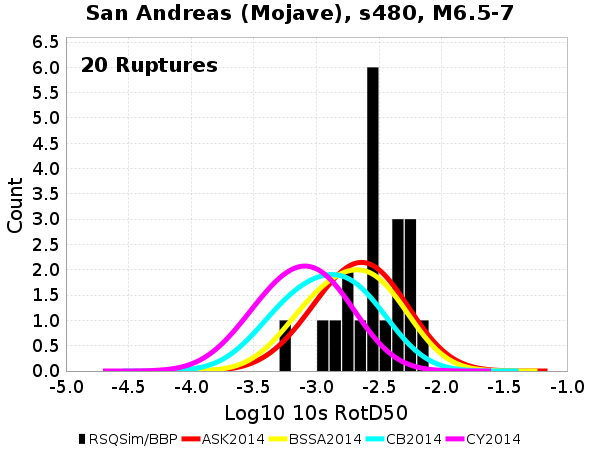 San Andreas (Mojave), s480, M6.5-7
20 Ruptures
Count
6.5
6.0
5.5
5.0
4.5
4.0
3.5
3.0
2.5
2.0
1.5
1.0
0.5
0.0
-5.0 -4.5 -4.0 -3.5 -3.0 -2.5 -2.0 -1.5 -1.0
Log10 10s RotD50
RSQSim/BBP ASK2014 BSSA2014 CB2014 CY2014